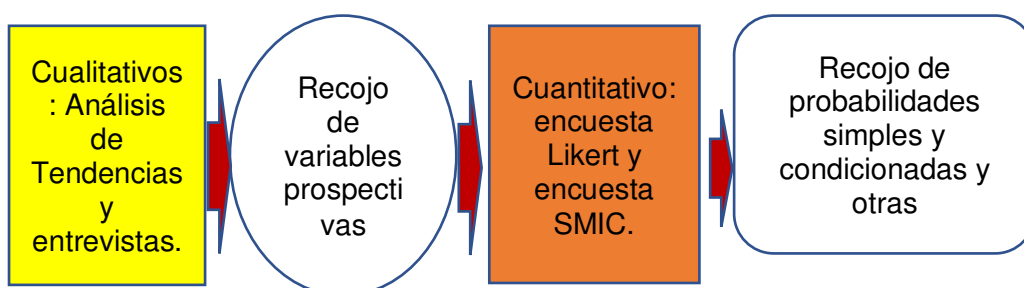 Cualitativos
: Análisis
de
Tendencias
y
entrevistas.
Recojo
de
variables
prospecti
vas
Cuantitativo:
encuesta
Likert y
encuesta
SMIC.
Recojo de
probabilidades
simples y
condicionadas y
otras